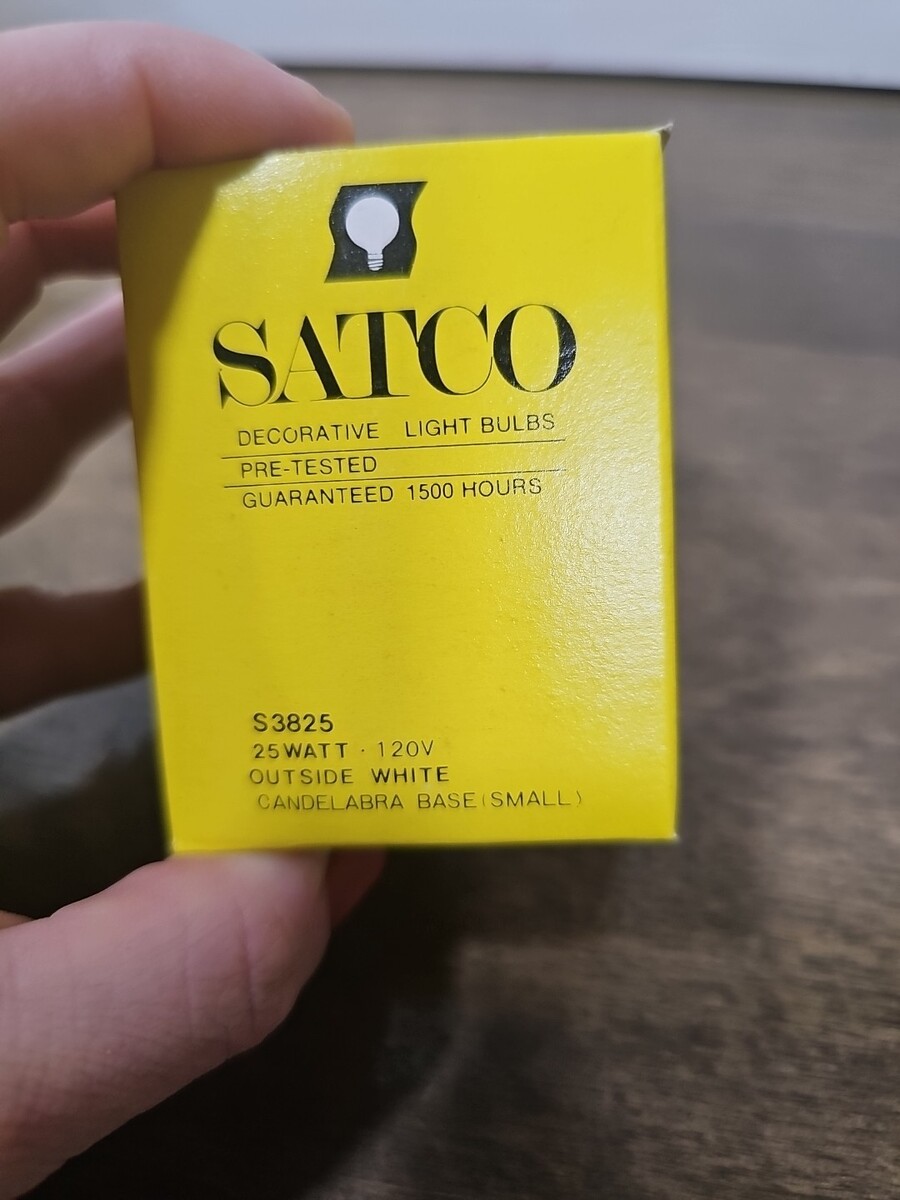 SATCO
DECORATIVE LIGHT BULBS
PRE-TESTED
GUARANTEED 1500 HOURS
S3825
25WATT · 120V
OUTSIDE WHITE
CANDELABRA BASE(SMALL)